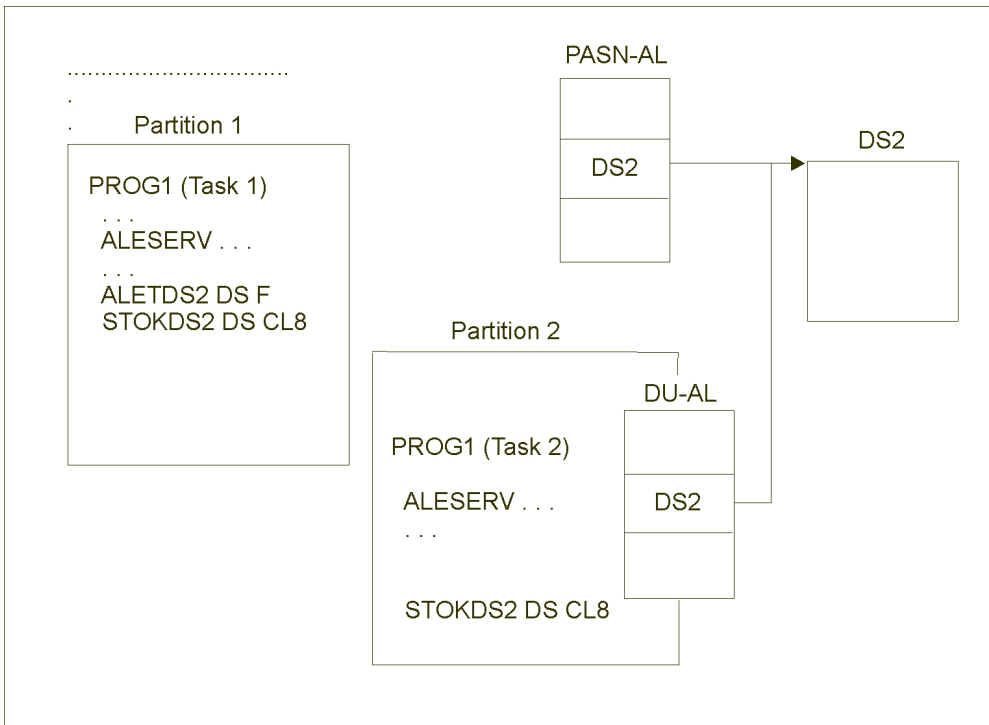 PASN-AL
.................................
.
.
Partition 1
DS2
DS2
PROG1 (Task 1)
. . .
ALESERV . . .
. . .
ALETDS2 DS F
STOKDS2 DS CL8
Partition 2
DU-AL
PROG1 (Task 2)
ALESERV . . .
DS2
. . .
STOKDS2 DS CL8